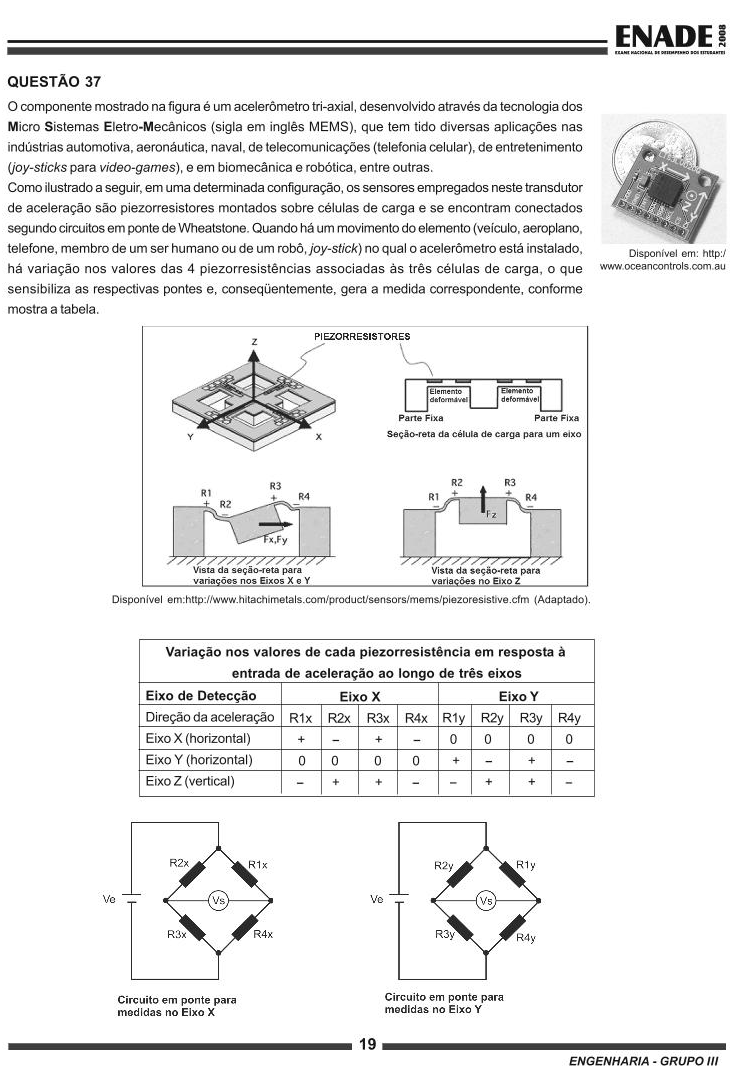 ENADE 2008
EXAME NACIONAL DE DESEMPENHO DOS ESTUDANTES
QUESTÃO 37
O componente mostrado na figura é um acelerômetro tri-axial, desenvolvido através da tecnologia dos
Micro Sistemas Eletro-Mecânicos (sigla em inglês MEMS), que tem tido diversas aplicações nas
indústrias automotiva, aeronáutica, naval, de telecomunicações (telefonia celular), de entretenimento
(joy-sticks para video-games), e em biomecânica e robótica, entre outras.
Como ilustrado a seguir, em uma determinada configuração, os sensores empregados neste transdutor
de aceleração são piezorresistores montados sobre células de carga e se encontram conectados
segundo circuitos em ponte de Wheatstone. Quando há um movimento do elemento (veículo, aeroplano,
telefone, membro de um ser humano ou de um robô, joy-stick) no qual o acelerômetro está instalado,
há variação nos valores das 4 piezorresistências associadas às três células de carga, o que
sensibiliza as respectivas pontes e, conseqüentemente, gera a medida correspondente, conforme
mostra a tabela.
X
Z
Disponível em: http:/
www.oceancontrols.com.au
PIEZORRESISTORES
Z
Y
X
Elemento deformável
Elemento deformável
Parte Fixa
Parte Fixa
Seção-reta da célula de carga para um eixo
R1
+
R2
–
R3
+
R4
–
Fx,Fy
Vista da seção-reta para
variações nos Eixos X e Y
R1
–
R2
+
R3
+
R4
–
Fz
Vista da seção-reta para
variações no Eixo Z
Disponível em:http://www.hitachimetals.com/product/sensors/mems/piezoresistive.cfm (Adaptado).
Variação nos valores de cada piezorresistência em resposta à
entrada de aceleração ao longo de três eixos
Eixo de Detecção Eixo X Eixo Y
Direção da aceleração R1x R2x R3x R4x R1y R2y R3y R4y
Eixo X (horizontal) + – + – 0 0 0 0
Eixo Y (horizontal) 0 0 0 0 + – + –
Eixo Z (vertical) – + + – – + + –
R2x
R1x
Ve
Vs
R3x
R4x
Circuito em ponte para
medidas no Eixo X
R2y
R1y
Ve
Vs
R3y
R4y
Circuito em ponte para
medidas no Eixo Y
19
ENGENHARIA - GRUPO III